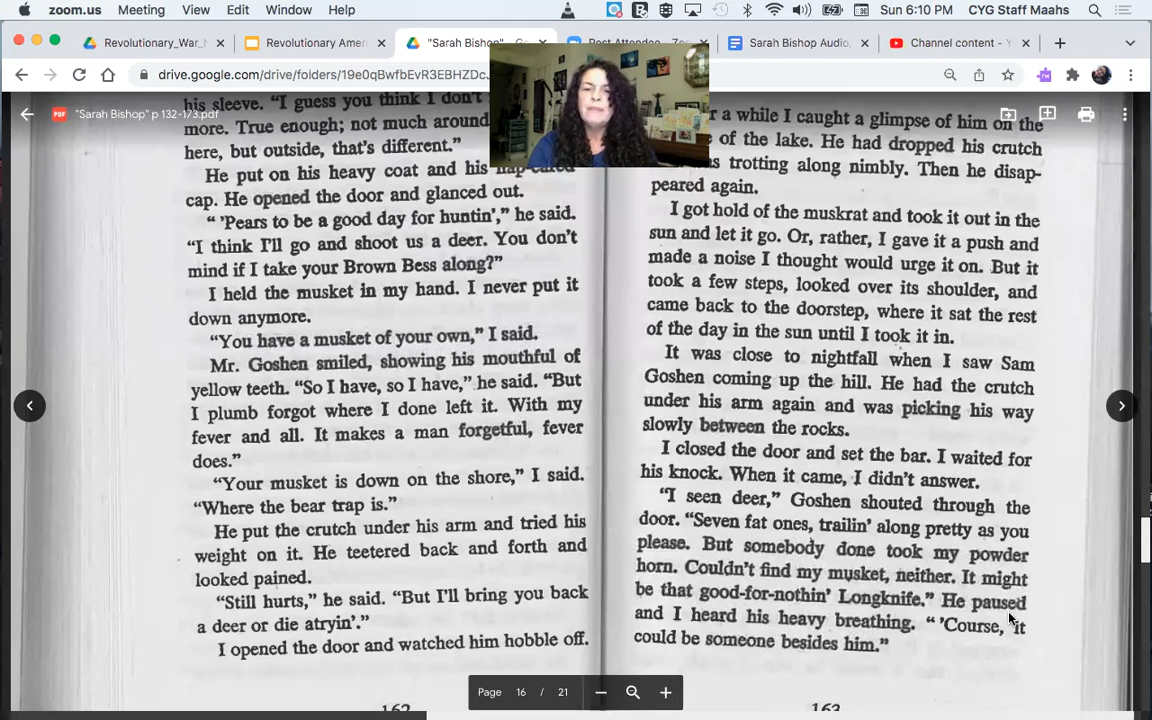 zoom.us Meeting View Edit Window Help
Sun 6:10 PM CYG Staff Maahs
Revolutionary_War_
Revolutionary Ameri
"Sarah Bishop"
Post Attendee
Sarah Bishop Audio,
Channel content - Y
drive.google.com/drive/folders/19e0qBwfbEvR3EBHZDc
PDF "Sarah Bishop" p 132-173.pdf
his sleeve. “I guess you think I don’t
more. True enough; not much around
here, but outside, that’s different.”
He put on his heavy coat and his flap-eared
cap. He opened the door and glanced out.
“ ’Pears to be a good day for huntin’,” he said.
“I think I’ll go and shoot us a deer. You don’t
mind if I take your Brown Bess along?”
I held the musket in my hand. I never put it
down anymore.
“You have a musket of your own,” I said.
Mr. Goshen smiled, showing his mouthful of
yellow teeth. “So I have, so I have,” he said. “But
I plumb forgot where I done left it. With my
fever and all. It makes a man forgetful, fever
does.”
“Your musket is down on the shore,” I said.
“Where the bear trap is.”
He put the crutch under his arm and tried his
weight on it. He teetered back and forth and
looked pained.
“Still hurts,” he said. “But I’ll bring you back
a deer or die atryin’.”
I opened the door and watched him hobble off.
162
r a while I caught a glimpse of him on the
e of the lake. He had dropped his crutch
as trotting along nimbly. Then he disap-
peared again.
I got hold of the muskrat and took it out in the
sun and let it go. Or, rather, I gave it a push and
made a noise I thought would urge it on. But it
took a few steps, looked over its shoulder, and
came back to the doorstep, where it sat the rest
of the day in the sun until I took it in.
It was close to nightfall when I saw Sam
Goshen coming up the hill. He had the crutch
under his arm again and was picking his way
slowly between the rocks.
I closed the door and set the bar. I waited for
his knock. When it came, I didn’t answer.
“I seen deer,” Goshen shouted through the
door. “Seven fat ones, trailin’ along pretty as you
please. But somebody done took my powder
horn. Couldn’t find my musket, neither. It might
be that good-for-nothin’ Longknife.” He paused
and I heard his heavy breathing. “ ’Course, it
could be someone besides him.”
163
Page 16 / 21